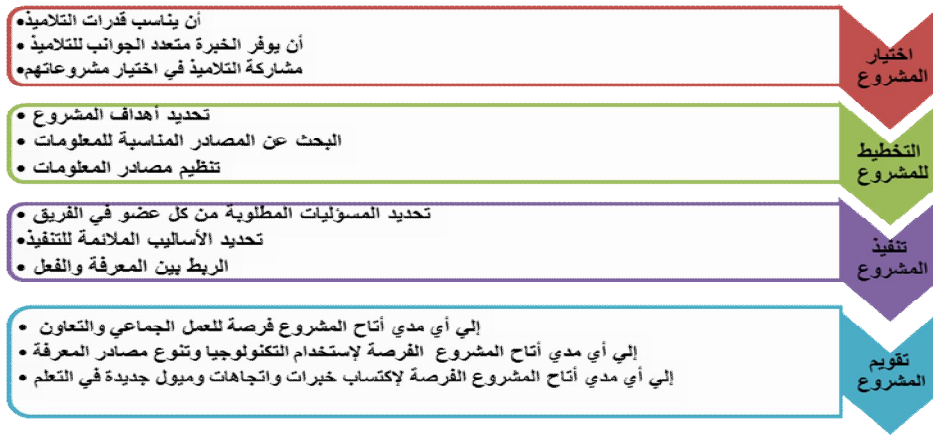 اختيار
المشروع
أن يناسب قدرات التلاميذ•
أن يوفر الخبرة متعدد الجوانب للتلاميذ •
مشاركة التلاميذ في اختيار مشروعاتهم•
التخطيط
للمشروع
تحديد أهداف المشروع •
البحث عن المصادر المناسبة للمعلومات •
تنظيم مصادر المعلومات •
تنفيذ
المشروع
تحديد المسؤليات المطلوبة من كل عضو في الفريق •
تحديد الأساليب الملائمة للتنفيذ•
الربط بين المعرفة والفعل •
تقويم
المشروع
إلي أي مدي أتاح المشروع فرصة للعمل الجماعي والتعاون •
إلي أي مدي أتاح المشروع الفرصة لإستخدام التكنولوجيا وتنوع مصادر المعرفة •
إلي أي مدي أتاح المشروع الفرصة لإكتساب خبرات واتجاهات وميول جديدة في التعلم •